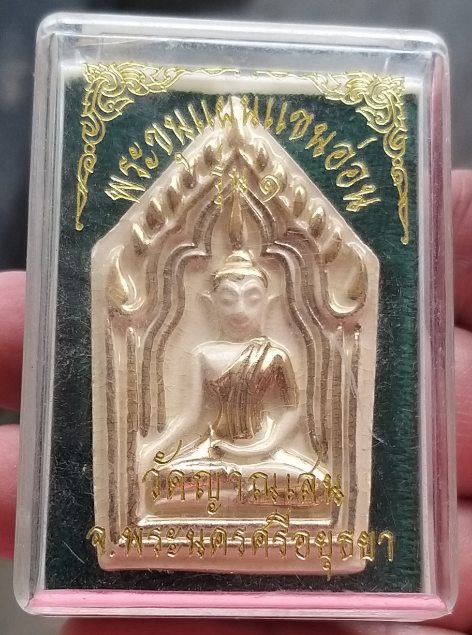 พระขุนแผนแขนอ่อน
รุ่น ๑
วัดญาณเสน
จ.พระนครศรีอยุธยา